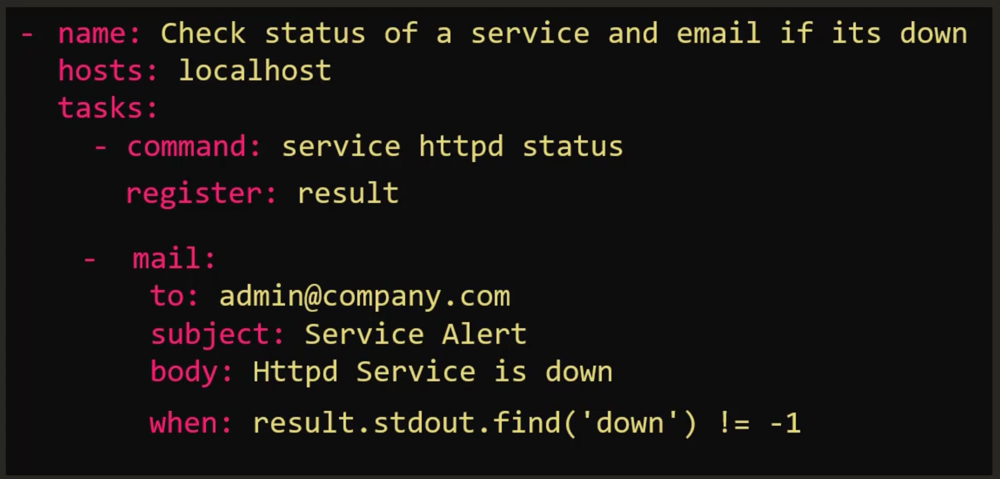 - name: Check status of a service and email if its down
  hosts: localhost
  tasks:
    - command: service httpd status
      register: result
    -  mail:
        to: admin@company.com
        subject: Service Alert
        body: Httpd Service is down
        when: result.stdout.find('down') != -1